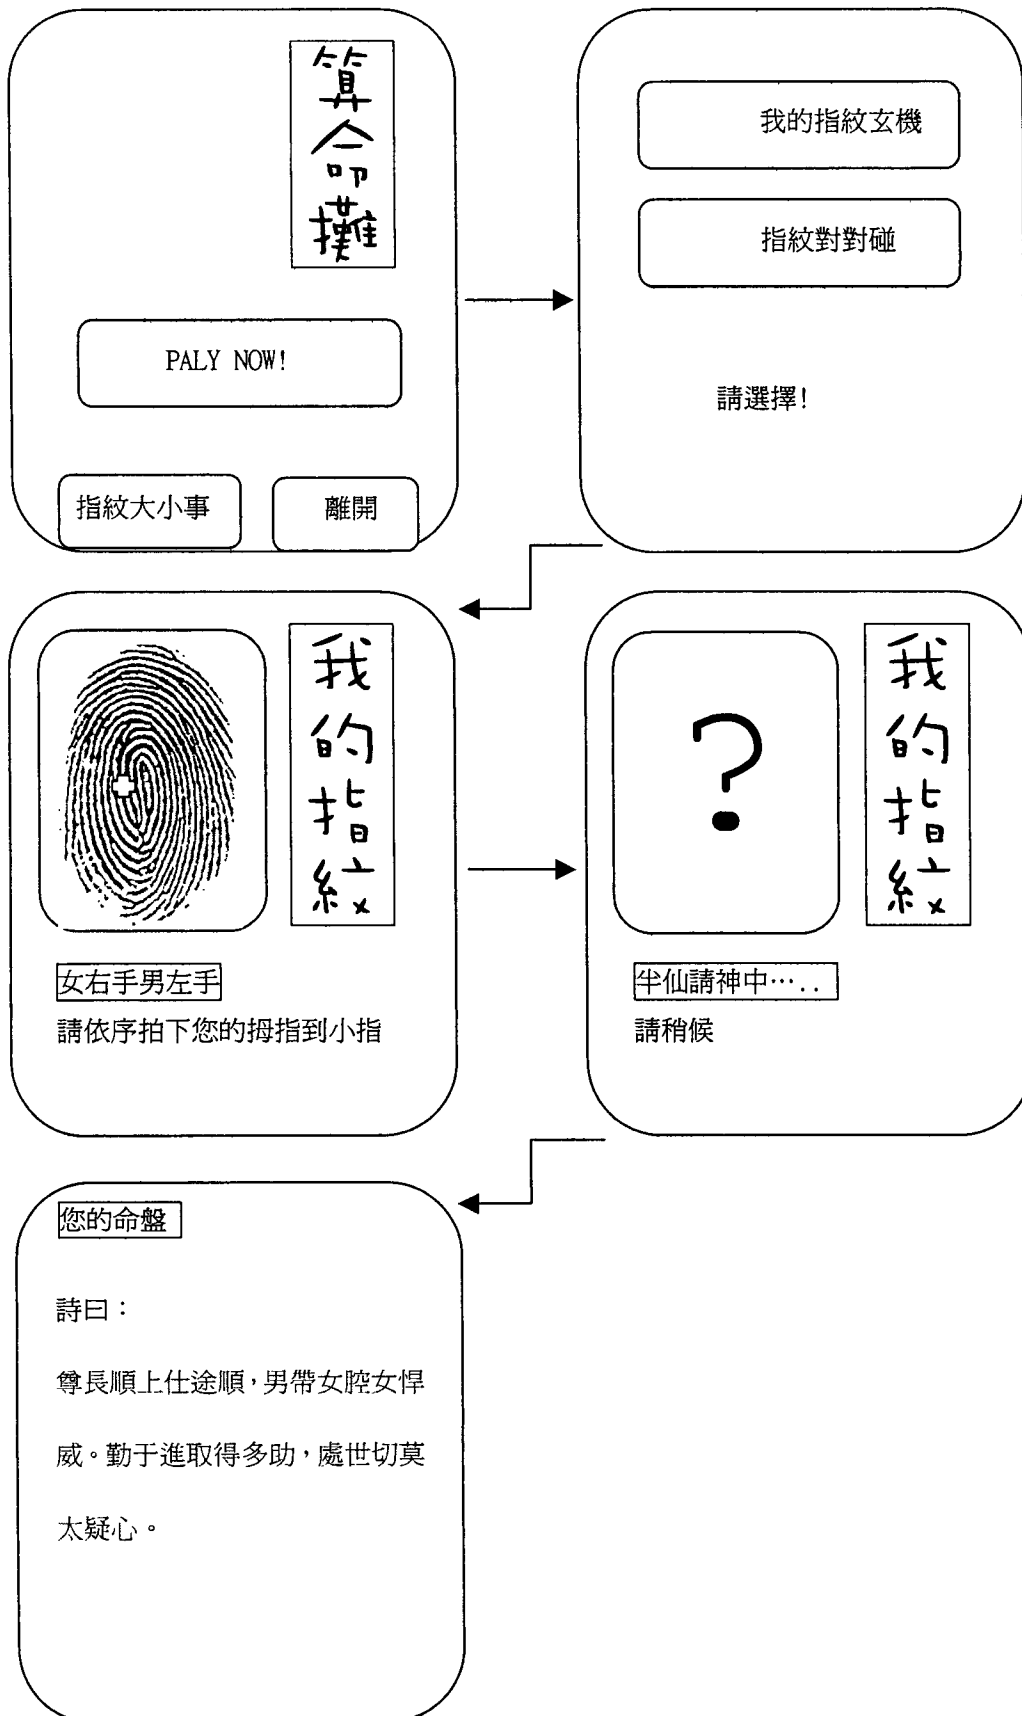 算命攤
PALY NOW!
指紋大小事
離開
我的指紋玄機
指紋對對碰
請選擇!
我的指紋
女右手男左手
請依序拍下您的拇指到小指
?
我的指紋
半仙請神中…..
請稍候
您的命盤
詩曰：
尊長順上仕途順，男帶女腔女悍
威。勤于進取得多助，處世切莫
太疑心。